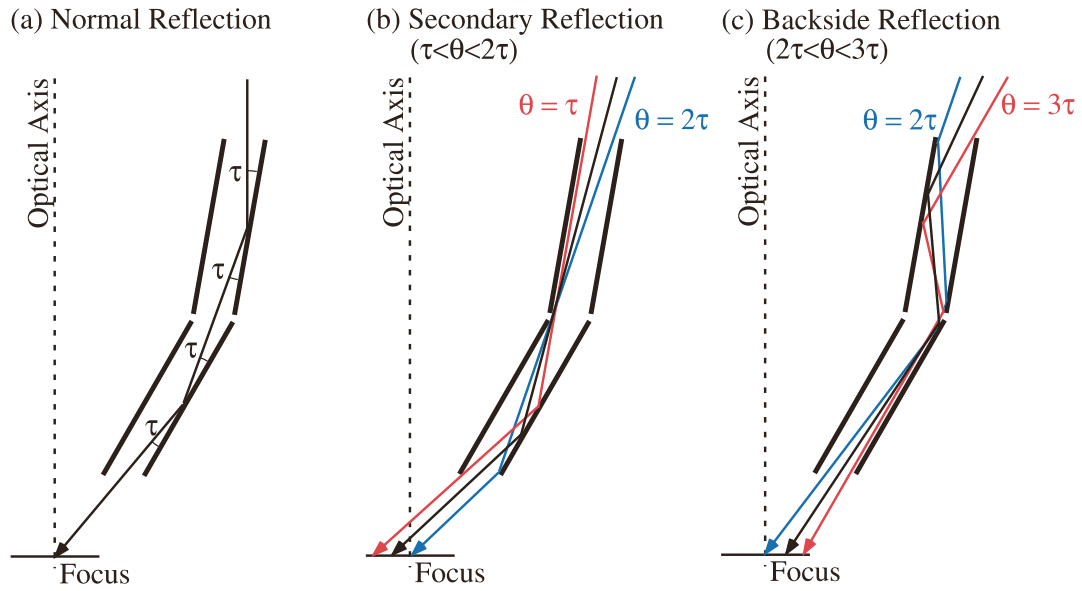 (a) Normal Reflection
Optical Axis
τ
τ
τ
τ
Focus
(b) Secondary Reflection
(τ<θ<2τ)
Optical Axis
θ = τ
θ = 2τ
Focus
(c) Backside Reflection
(2τ<θ<3τ)
Optical Axis
θ = 2τ
θ = 3τ
Focus